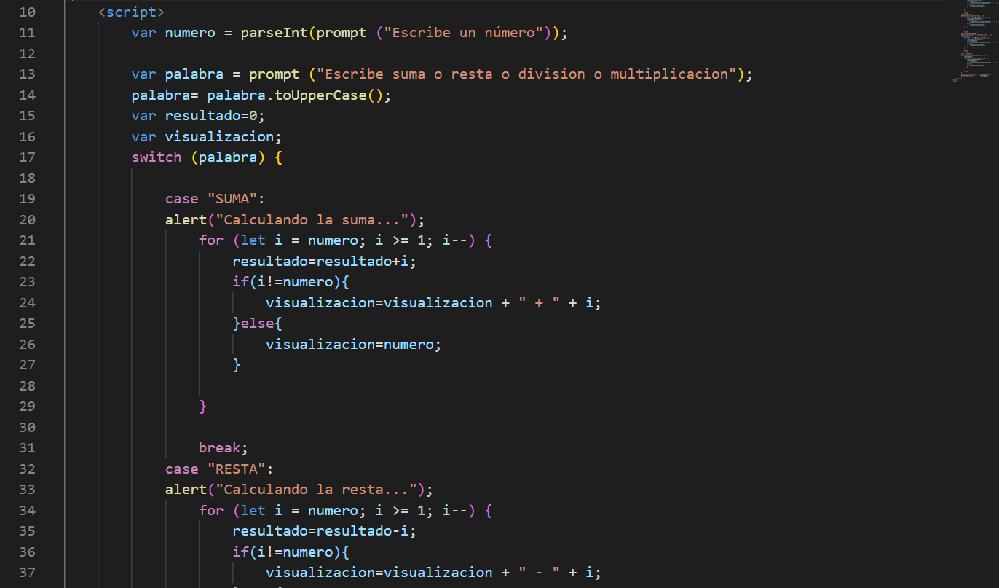 10 <script>
11 var numero = parseInt(prompt ("Escribe un número"));
12
13 var palabra = prompt ("Escribe suma o resta o division o multiplicacion");
14 palabra= palabra.toUpperCase();
15 var resultado=0;
16 var visualizacion;
17 switch (palabra) {
18
19 case "SUMA":
20 alert("Calculando la suma...");
21 for (let i = numero; i >= 1; i--) {
22 resultado=resultado+i;
23 if(i!=numero){
24 visualizacion=visualizacion + " + " + i;
25 }else{
26 visualizacion=numero;
27 }
28
29 }
30
31 break;
32 case "RESTA":
33 alert("Calculando la resta...");
34 for (let i = numero; i >= 1; i--) {
35 resultado=resultado-i;
36 if(i!=numero){
37 visualizacion=visualizacion + " - " + i;